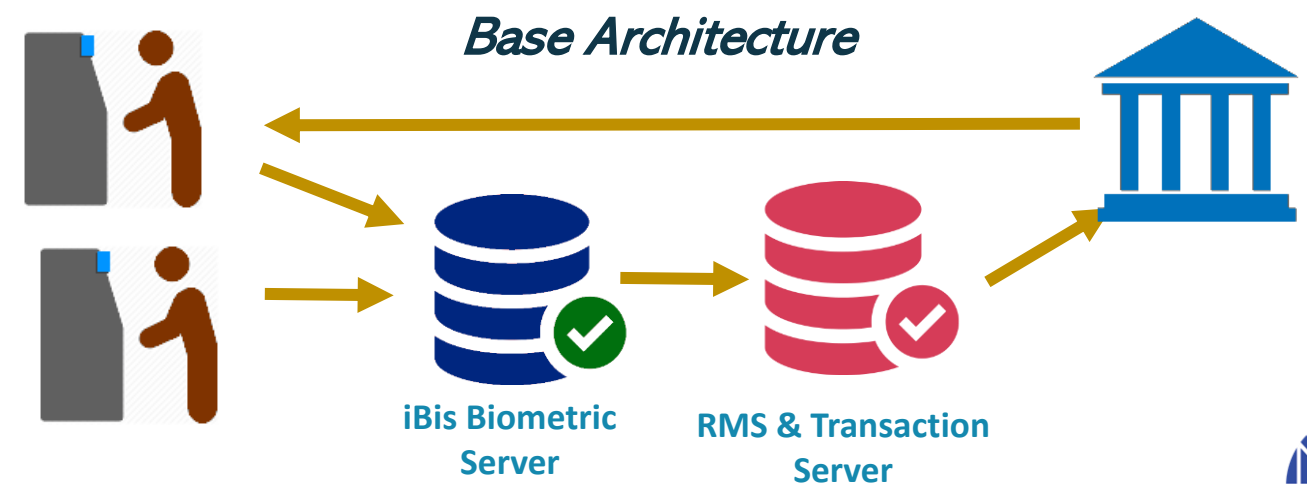 Base Architecture
iBis Biometric
Server
RMS & Transaction
Server